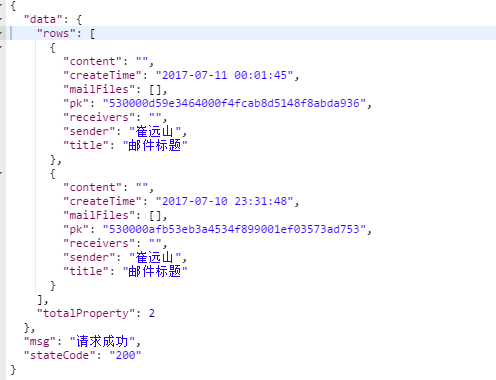 {
"data": {
"rows": [
{
"content": "",
"createTime": "2017-07-11 00:01:45",
"mailFiles": [],
"pk": "530000d59e3464000f4fcab8d5148f8abda936",
"receivers": "",
"sender": "崔远山",
"title": "邮件标题"
},
{
"content": "",
"createTime": "2017-07-10 23:31:48",
"mailFiles": [],
"pk": "530000afb53eb3a4534f899001ef03573ad753",
"receivers": "",
"sender": "崔远山",
"title": "邮件标题"
}
],
"totalProperty": 2
},
"msg": "请求成功",
"stateCode": "200"
}